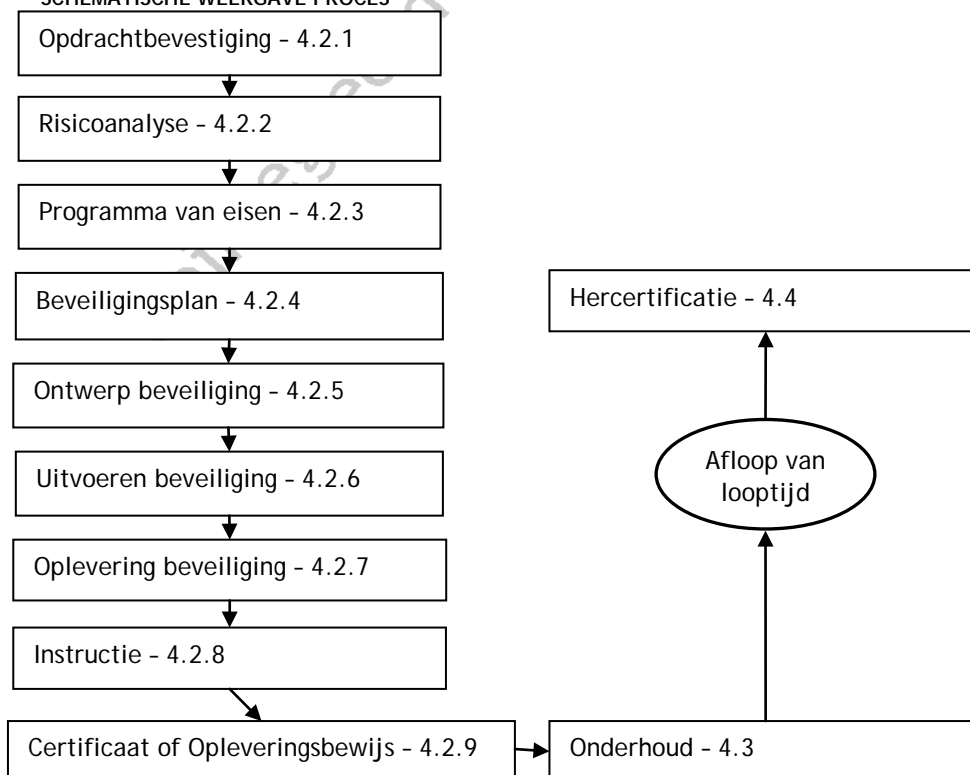 SCHEMATISCHE WEERGAVE PROCES
Opdrachtbevestiging – 4.2.1
Risicoanalyse – 4.2.2
Programma van eisen – 4.2.3
Beveiligingsplan – 4.2.4
Ontwerp beveiliging – 4.2.5
Uitvoeren beveiliging – 4.2.6
Oplevering beveiliging – 4.2.7
Instructie – 4.2.8
Certificaat of Opleveringsbewijs – 4.2.9
Onderhoud – 4.3
Afloop van
looptijd
Hercertificatie – 4.4